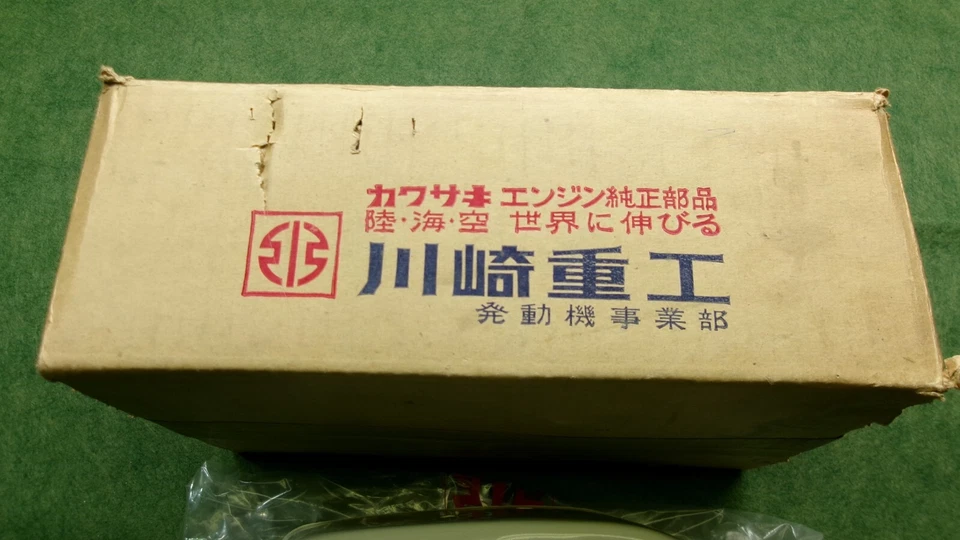 カワサキ エンジン純正部品
陸・海・空 世界に伸びる
川崎重工
発動機事業部